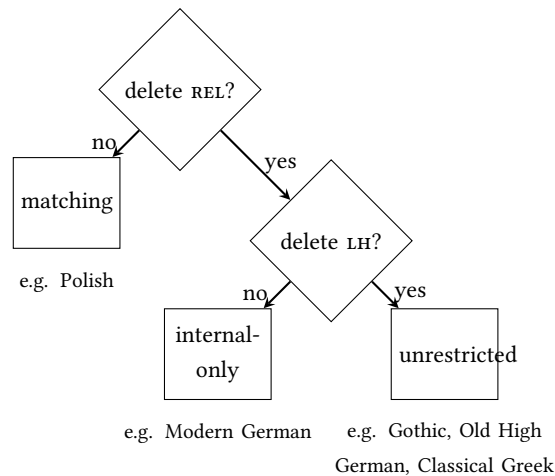 delete REL?
no
yes
matching
delete LH?
e.g. Polish
no
yes
internal-
only
unrestricted
e.g. Modern German
e.g. Gothic, Old High
German, Classical Greek